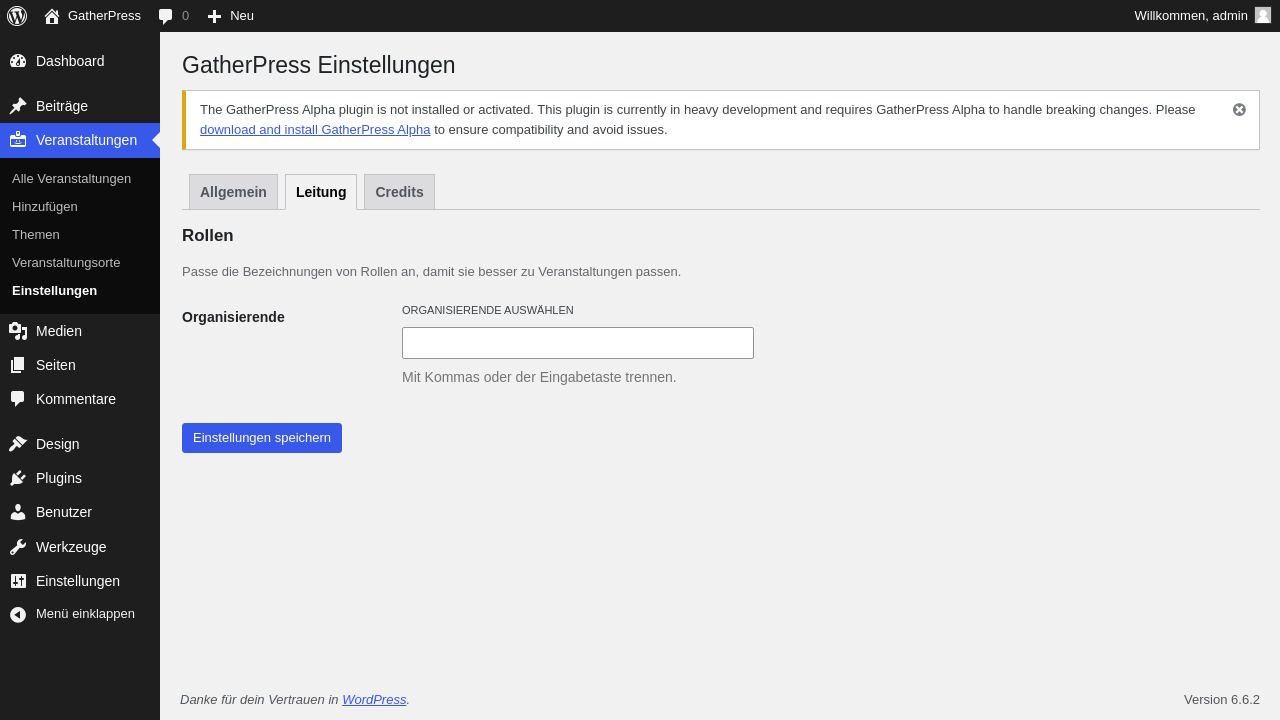 GatherPress 0 Neu Willkommen, admin
Dashboard
Beiträge
Veranstaltungen
Alle Veranstaltungen
Hinzufügen
Themen
Veranstaltungsorte
Einstellungen
Medien
Seiten
Kommentare
Design
Plugins
Benutzer
Werkzeuge
Einstellungen
Menü einklappen
GatherPress Einstellungen
The GatherPress Alpha plugin is not installed or activated. This plugin is currently in heavy development and requires GatherPress Alpha to handle breaking changes. Please
download and install GatherPress Alpha to ensure compatibility and avoid issues.
Allgemein Leitung Credits
Rollen
Passe die Bezeichnungen von Rollen an, damit sie besser zu Veranstaltungen passen.
Organisierende
ORGANISIERENDE AUSWÄHLEN
Mit Kommas oder der Eingabetaste trennen.
Einstellungen speichern
Danke für dein Vertrauen in WordPress. Version 6.6.2